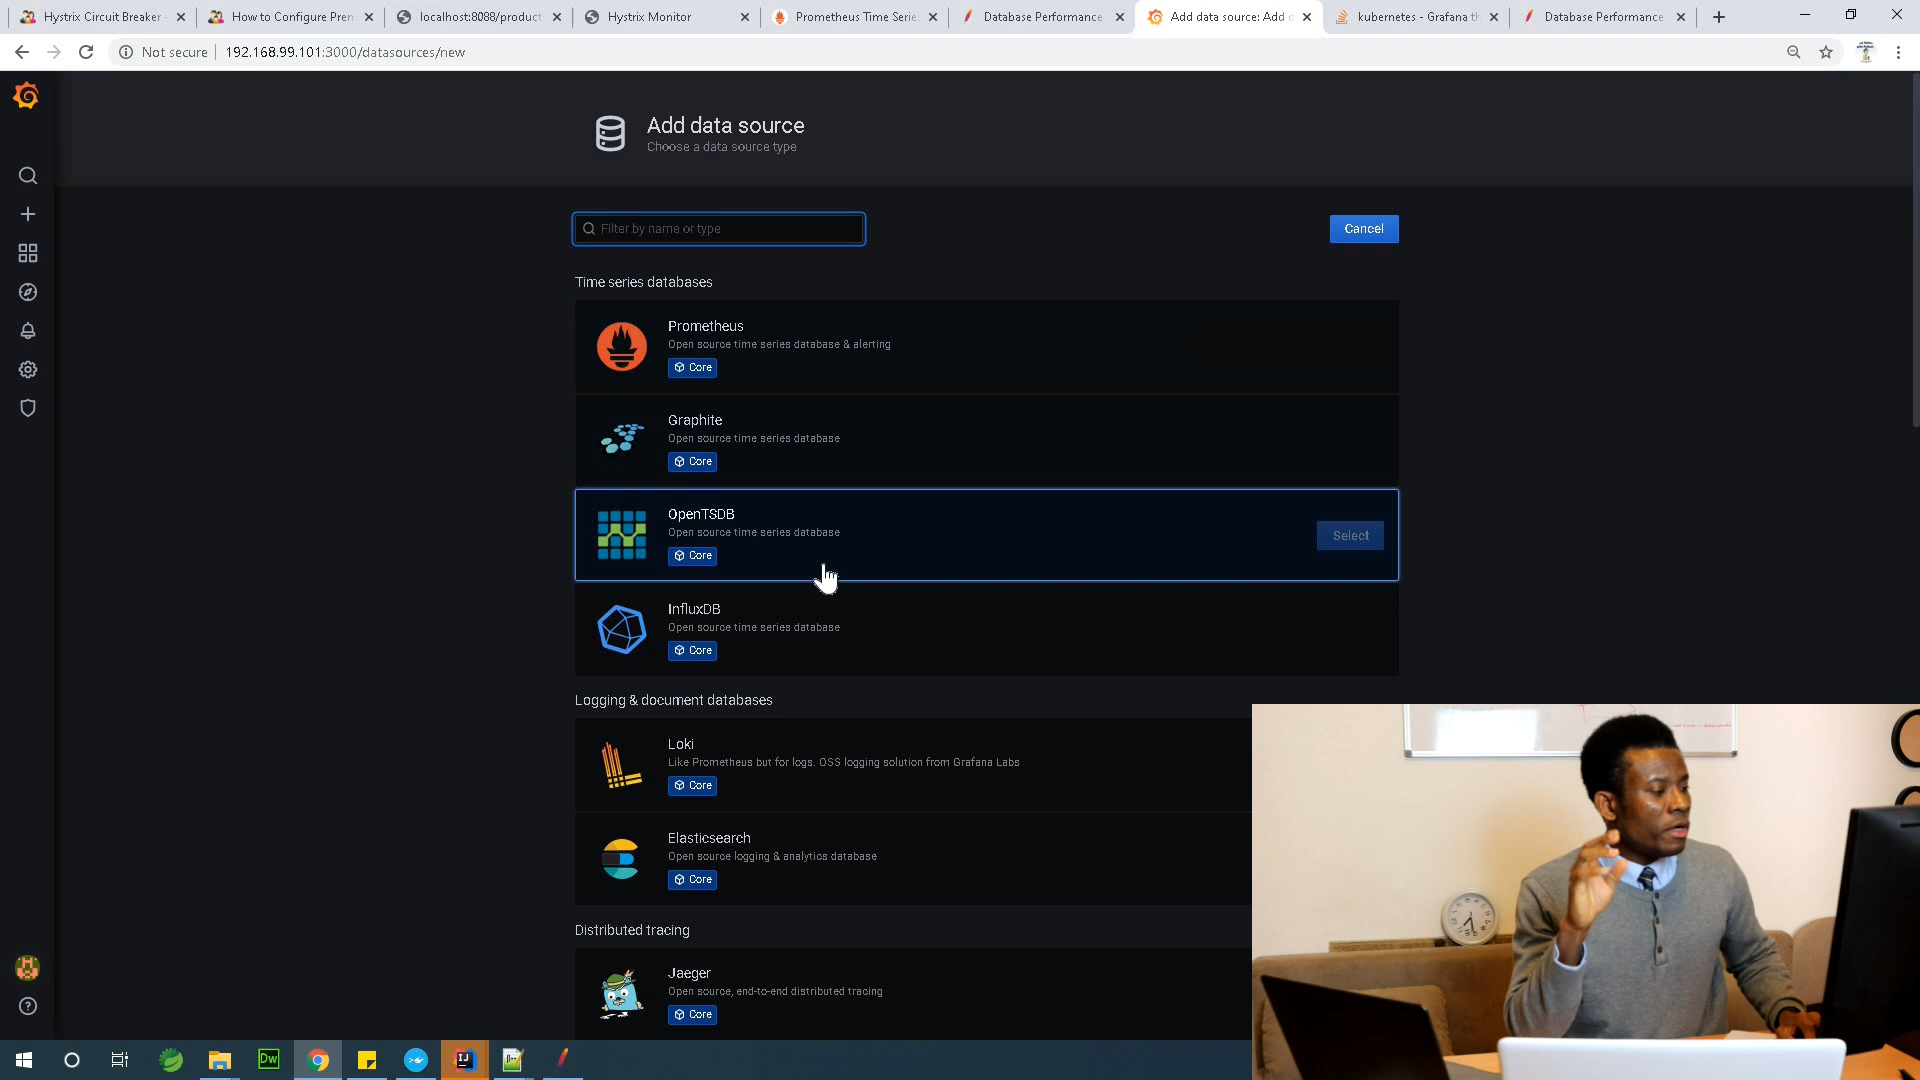 Hystrix Circuit Breaker -
How to Configure Prem
localhost:8088/product
Hystrix Monitor
Prometheus Time Serie
Database Performance
Add data source: Add d
kubernetes - Grafana th
Database Performance
Not secure
192.168.99.101:3000/datasources/new
Add data source
Choose a data source type
Filter by name or type
Cancel
Time series databases
Prometheus
Open source time series database & alerting
Core
Graphite
Open source time series database
Core
OpenTSDB
Open source time series database
Core
Select
InfluxDB
Open source time series database
Core
Logging & document databases
Loki
Like Prometheus but for logs. OSS logging solution from Grafana Labs
Core
Elasticsearch
Open source logging & analytics database
Core
Distributed tracing
Jaeger
Open source, end-to-end distributed tracing
Core
Dw
IJ